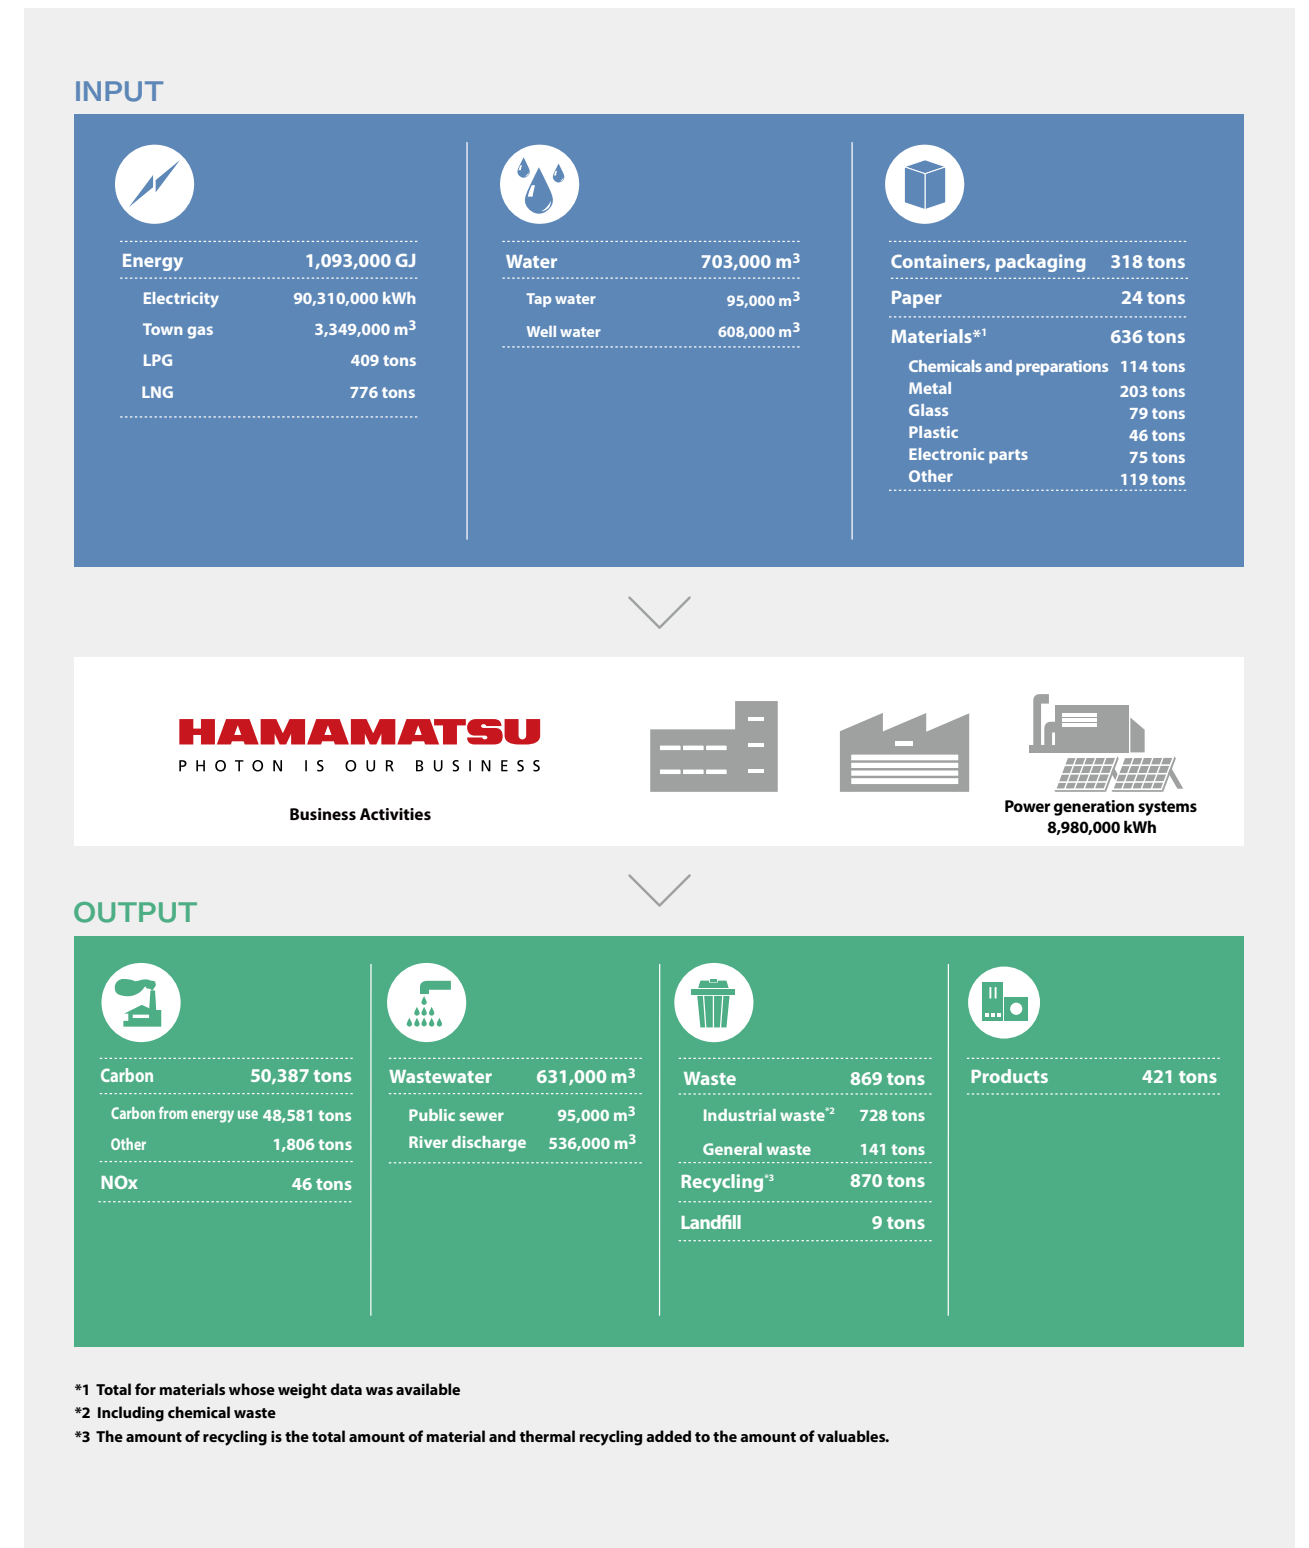 INPUT
Energy 1,093,000 GJ
Electricity 90,310,000 kWh
Town gas 3,349,000 m3
LPG 409 tons
LNG 776 tons
Water 703,000 m3
Tap water 95,000 m3
Well water 608,000 m3
Containers, packaging 318 tons
Paper 24 tons
Materials*1 636 tons
Chemicals and preparations 114 tons
Metal 203 tons
Glass 79 tons
Plastic 46 tons
Electronic parts 75 tons
Other 119 tons
HAMAMATSU
PHOTON IS OUR BUSINESS
Business Activities
Power generation systems
8,980,000 kWh
OUTPUT
Carbon 50,387 tons
Carbon from energy use 48,581 tons
Other 1,806 tons
NOx 46 tons
Wastewater 631,000 m3
Public sewer 95,000 m3
River discharge 536,000 m3
Waste 869 tons
Industrial waste*2 728 tons
General waste 141 tons
Recycling*3 870 tons
Landfill 9 tons
Products 421 tons
*1 Total for materials whose weight data was available
*2 Including chemical waste
*3 The amount of recycling is the total amount of material and thermal recycling added to the amount of valuables.